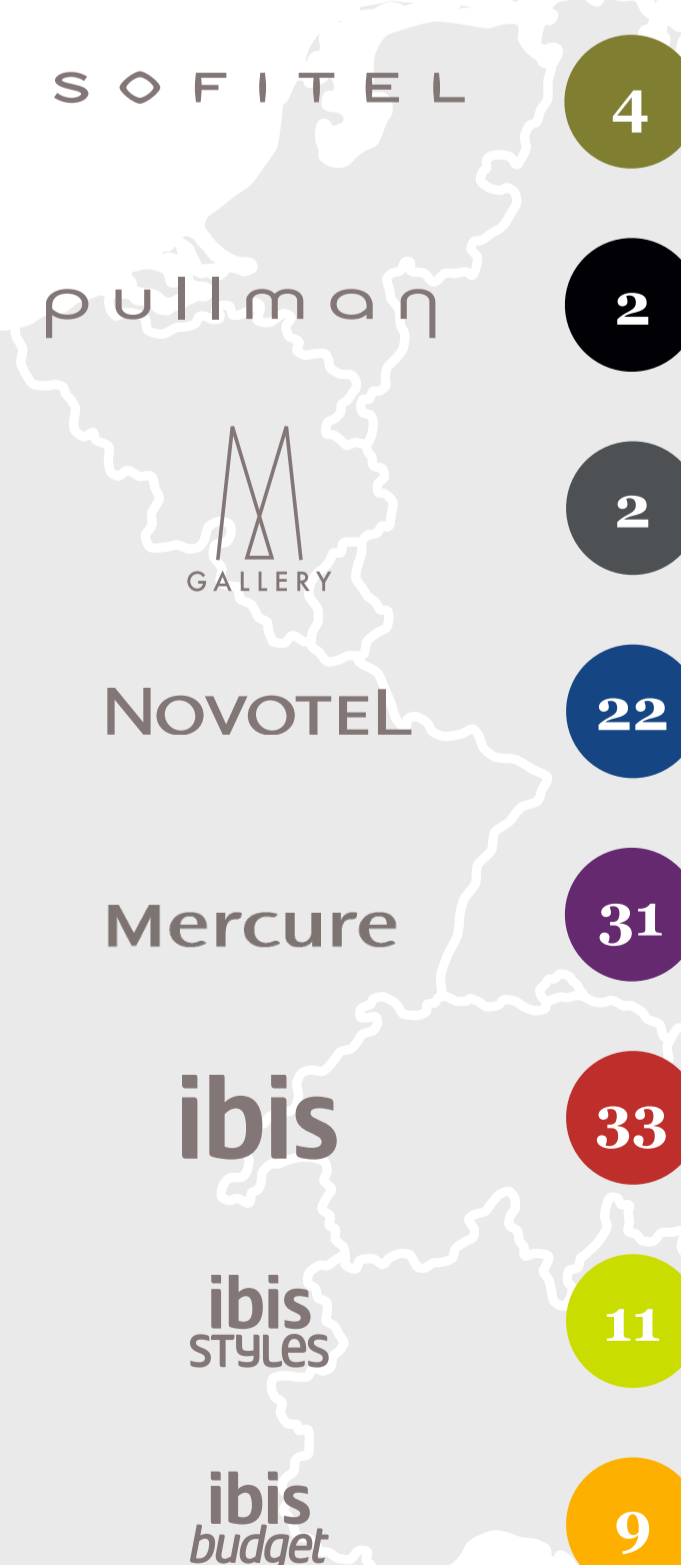 SOFITEL
4
pullman
2
M
GALLERY
2
NOVOTEL
22
Mercure
31
ibis
33
ibis
STYLES
11
ibis
budget
9